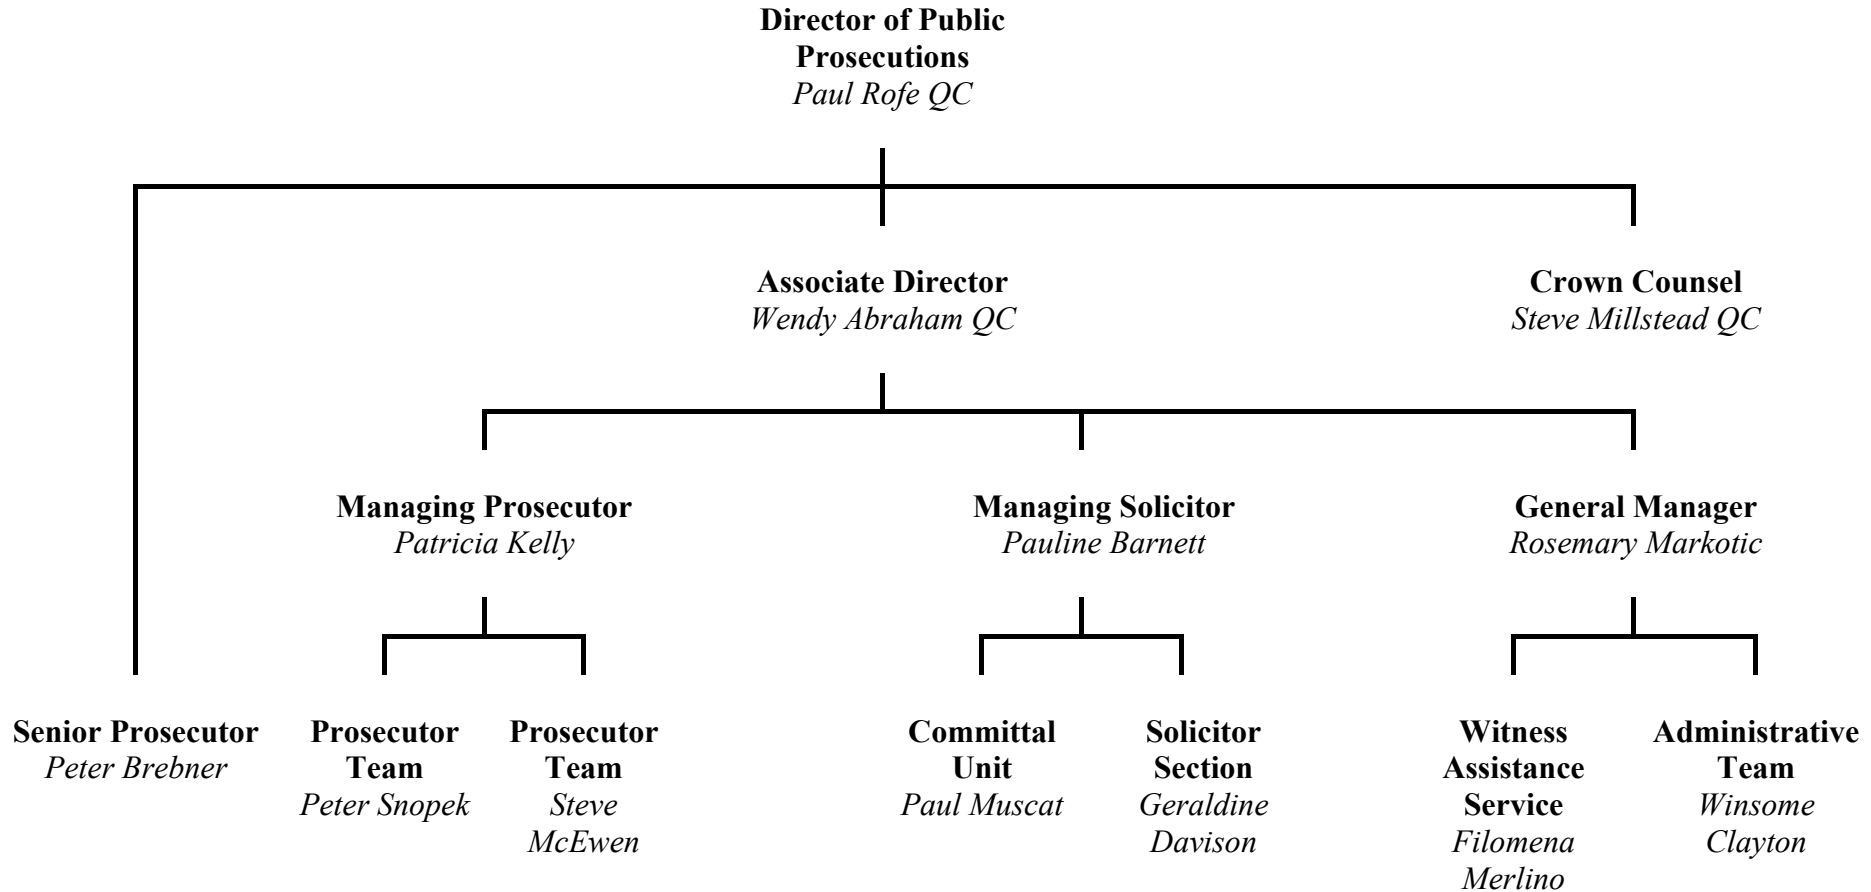 Director of Public
Prosecutions
Paul Rofe QC
Associate Director
Wendy Abraham QC
Crown Counsel
Steve Millstead QC
Managing Prosecutor
Patricia Kelly
Managing Solicitor
Pauline Barnett
General Manager
Rosemary Markotic
Senior Prosecutor
Peter Brebner
Prosecutor
Team
Peter Snopek
Prosecutor
Team
Steve
McEwen
Committal
Unit
Paul Muscat
Solicitor
Section
Geraldine
Davison
Witness
Assistance
Service
Filomena
Merlino
Administrative
Team
Winsome
Clayton